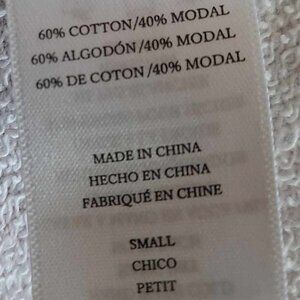 60% COTTON/40% MODAL
60% ALGODÓN/40% MODAL
60% DE COTON/40% MODAL
MADE IN CHINA
HECHO EN CHINA
FABRIQUÉ EN CHINE
SMALL
CHICO
PETIT